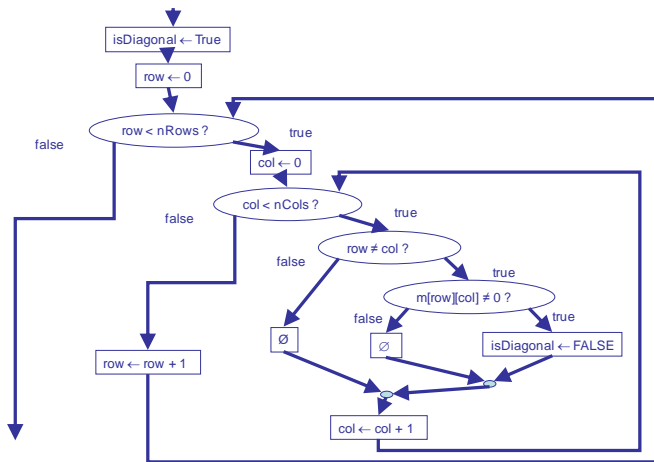 isDiagonal ← True
row ← 0
row < nRows ?
false
true
col ← 0
col < nCols ?
false
true
row ≠ col ?
false
true
m[row][col] ≠ 0 ?
false
true
Ø
∅
isDiagonal ← FALSE
row ← row + 1
col ← col + 1